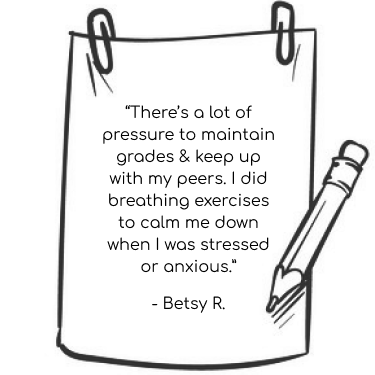 “There’s a lot of
pressure to maintain
grades & keep up
with my peers. I did
breathing exercises
to calm me down
when I was stressed
or anxious.”
- Betsy R.